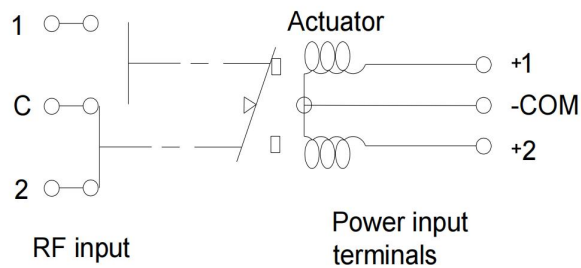 1
Actuator
+1
C
-COM
+2
2
RF input
Power input
terminals